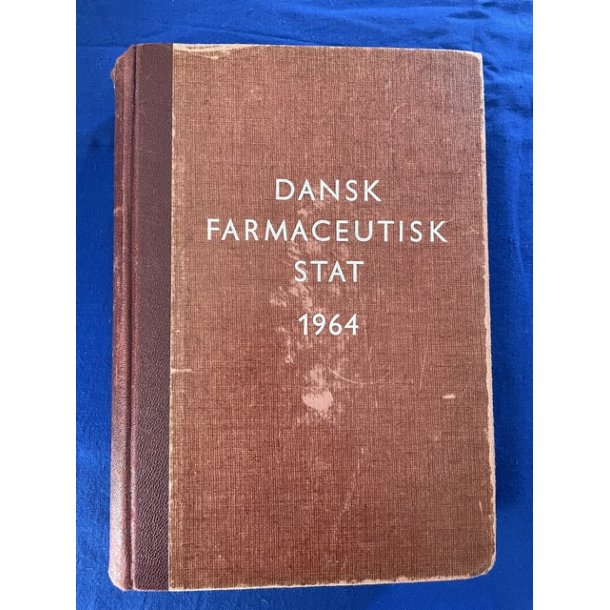 DANSK
FARMACEUTISK
STAT
1964